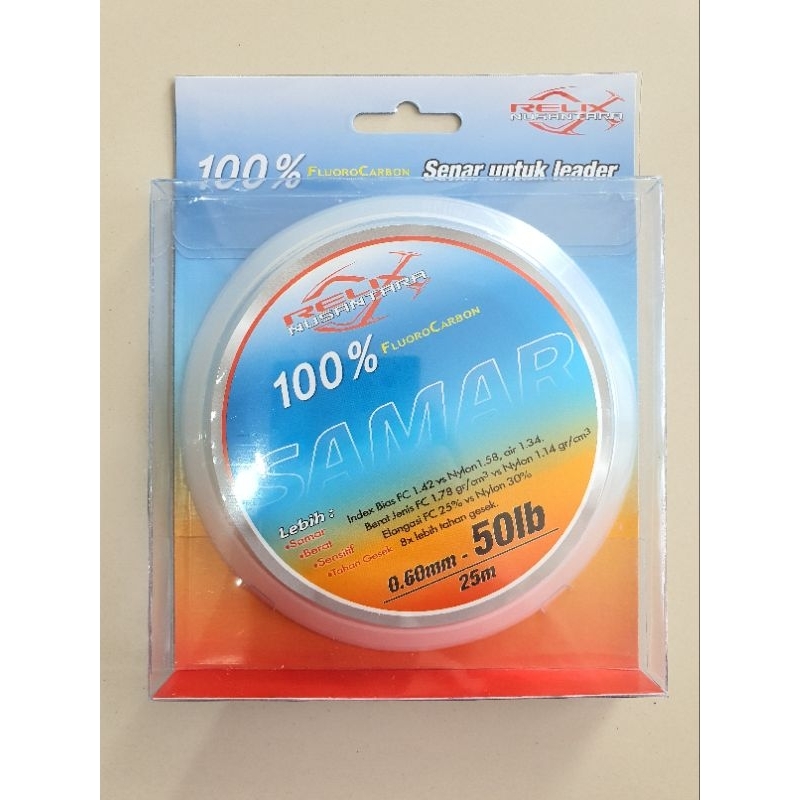 RELIX
NUSANTARA
100% FLUOROCARBON Senar untuk leader
RELIX
NUSANTARA
100% FLUOROCARBON
SAMAR
Lebih :
•Samar Index Bias FC 1.42 vs Nylon1.58, air 1.34.
•Berat Berat Jenis FC 1.78 gr/cm³ vs Nylon 1.14 gr/cm³
•Sensitif Elongasi FC 25% vs Nylon 30%
•Tahan Gesek 8x lebih tahan gesek.
0.60mm - 50lb
25m